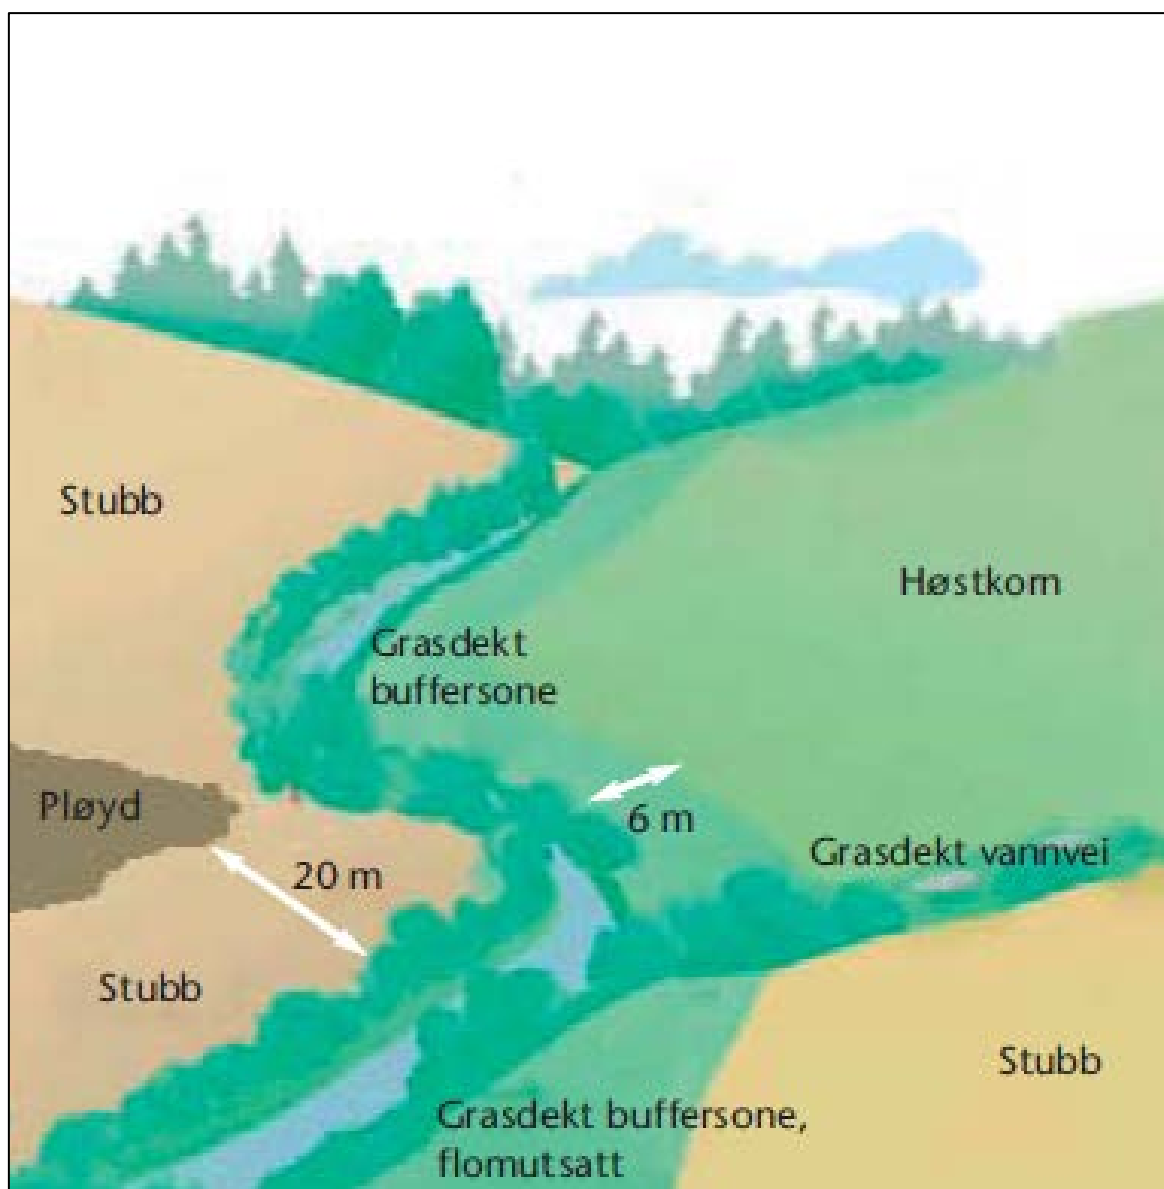 Stubb
Høstkorn
Grasdekt
buffersone
Pløyd
6 m
Grasdekt vannvei
20 m
Stubb
Stubb
Grasdekt buffersone,
flomutsatt